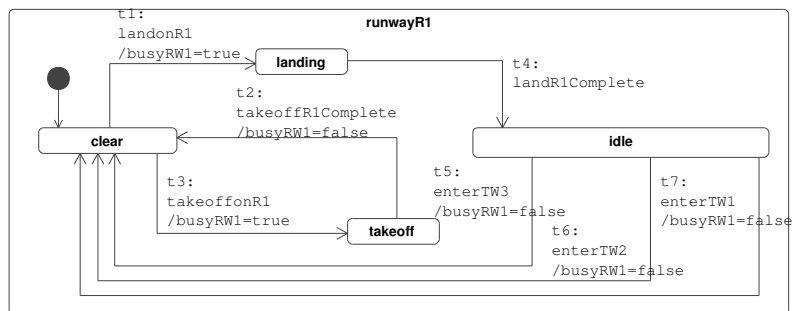 runwayR1
t1:
landonR1
/busyRW1=true
landing
t4:
landR1Complete
t2:
takeoffR1Complete
/busyRW1=false
clear
idle
t3:
takeoffonR1
/busyRW1=true
takeoff
t5:
enterTW3
/busyRW1=false
t6:
enterTW2
/busyRW1=false
t7:
enterTW1
/busyRW1=false